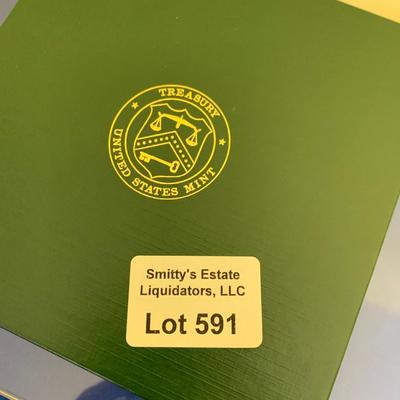 TREASURY
UNITED STATES MINT
Smitty's Estate
Liquidators, LLC
Lot 591